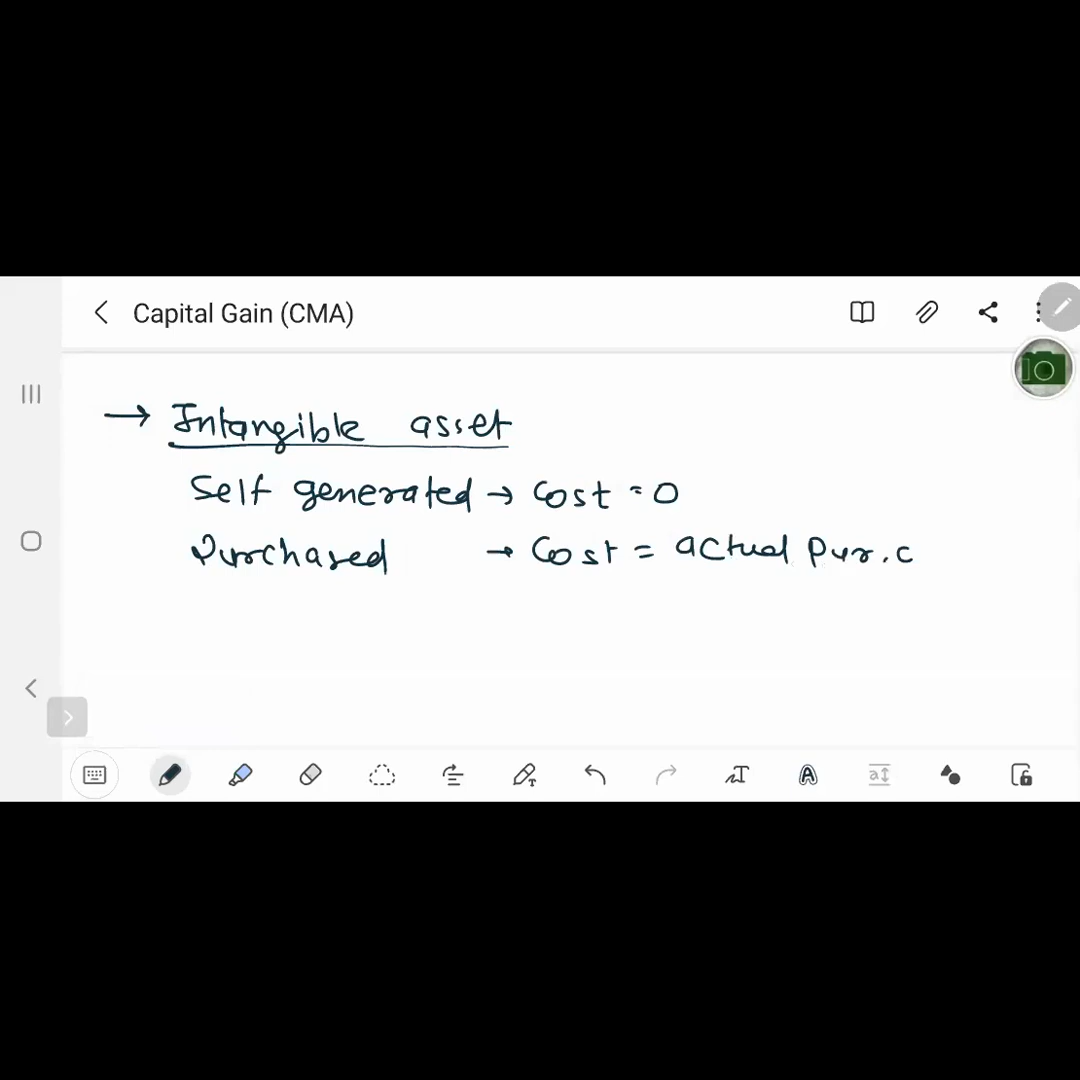 Capital Gain (CMA)
→ Intangible asset
Self generated → Cost = 0
Purchased → Cost = actual Pur. c